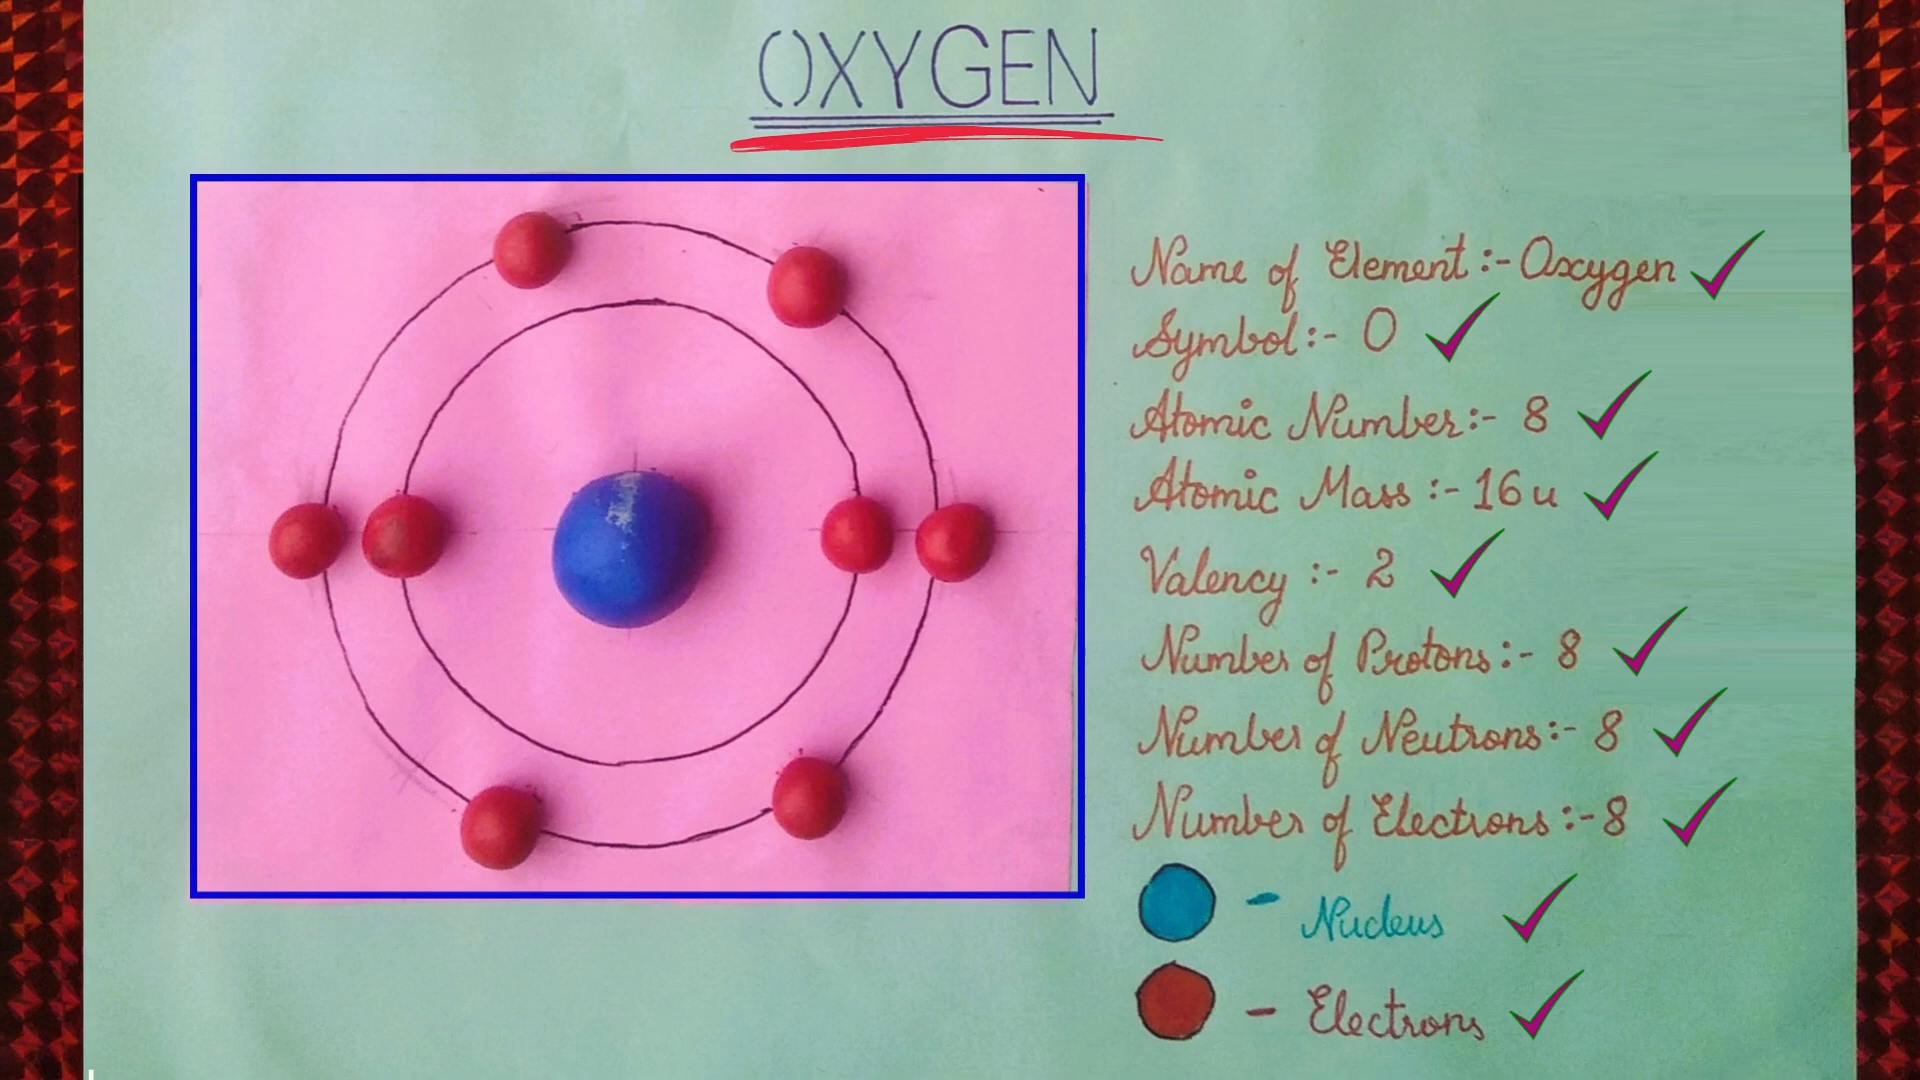 OXYGEN
Name of Element :- Oxygen
Symbol :- O
Atomic Number :- 8
Atomic Mass :- 16 u
Valency :- 2
Number of Protons :- 8
Number of Neutrons :- 8
Number of Electrons :- 8
- Nucleus
- Electrons